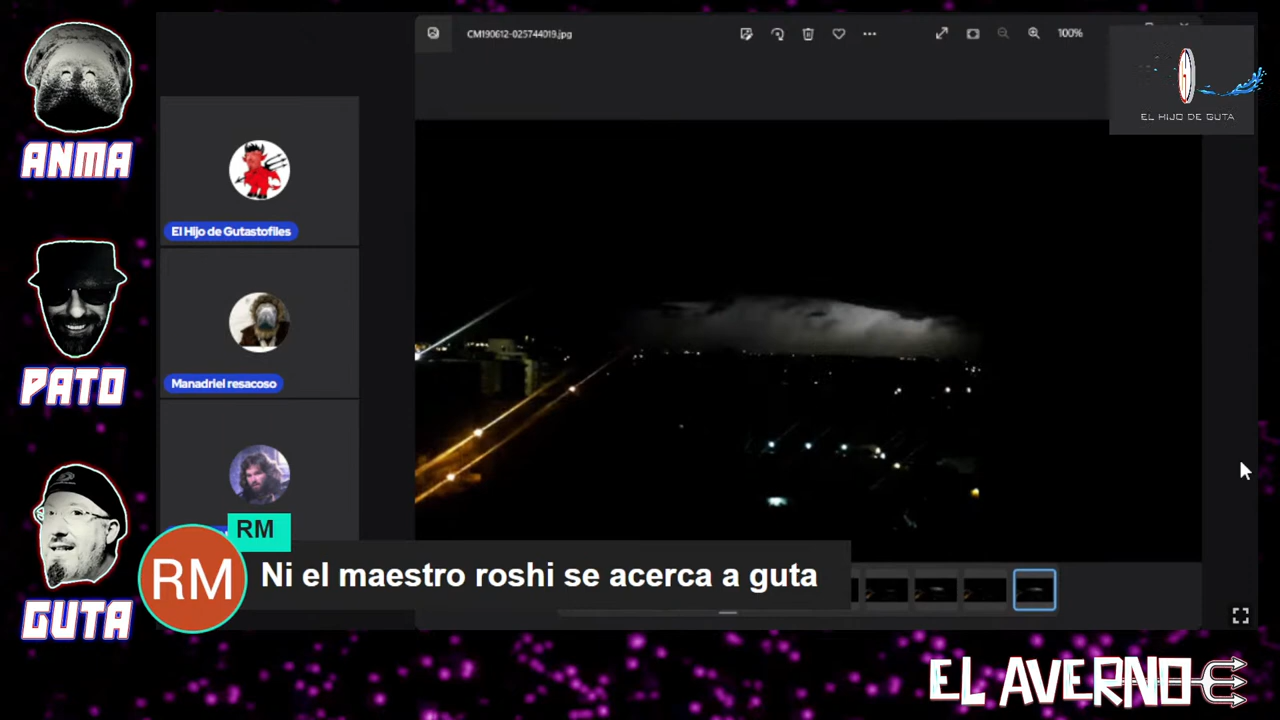 ANMA
PATO
GUTA
El Hijo de Gutastofiles
Manadriel resacoso
CM190612-025744019.jpg
100%
EL HIJO DE GUTA
RM
RM
Ni el maestro roshi se acerca a guta
EL AVERNO